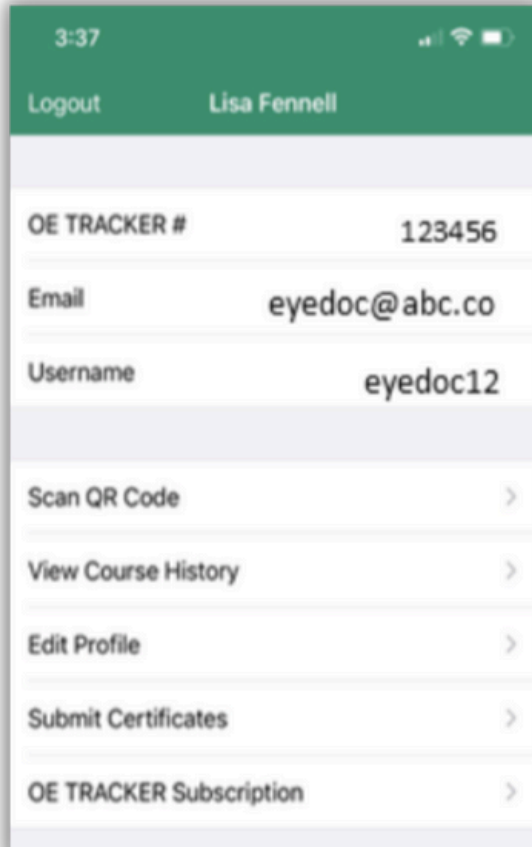 3:37
Logout Lisa Fennell
OE TRACKER # 123456
Email eyedoc@abc.co
Username eyedoc12
Scan QR Code
View Course History
Edit Profile
Submit Certificates
OE TRACKER Subscription